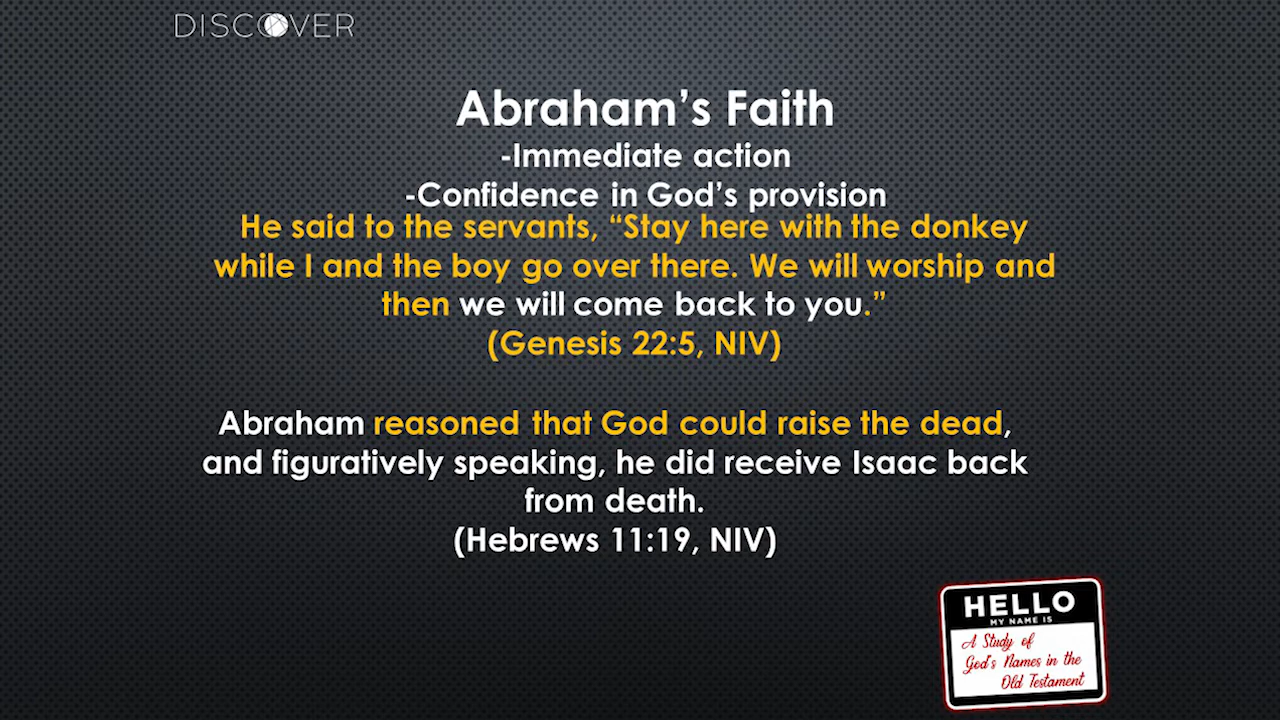 DISCOVER
Abraham’s Faith
-Immediate action
-Confidence in God’s provision
He said to the servants, “Stay here with the donkey
while I and the boy go over there. We will worship and
then we will come back to you.”
(Genesis 22:5, NIV)
Abraham reasoned that God could raise the dead,
and figuratively speaking, he did receive Isaac back
from death.
(Hebrews 11:19, NIV)
HELLO
MY NAME IS
A Study of
God's Names in the
Old Testament